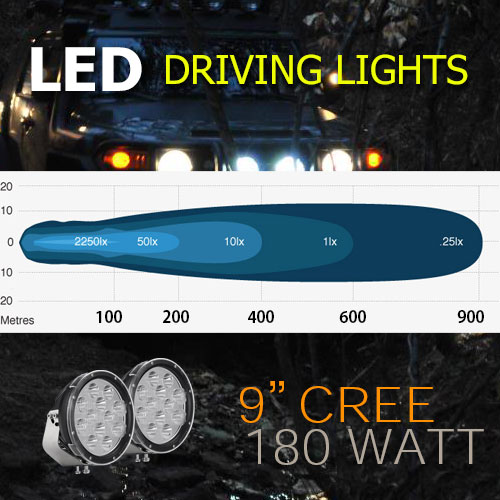 LED DRIVING LIGHTS
20
10
0 2250lx 50lx 10lx 1lx .25lx
10
20
Metres 100 200 400 600 900
9” CREE
180 WATT